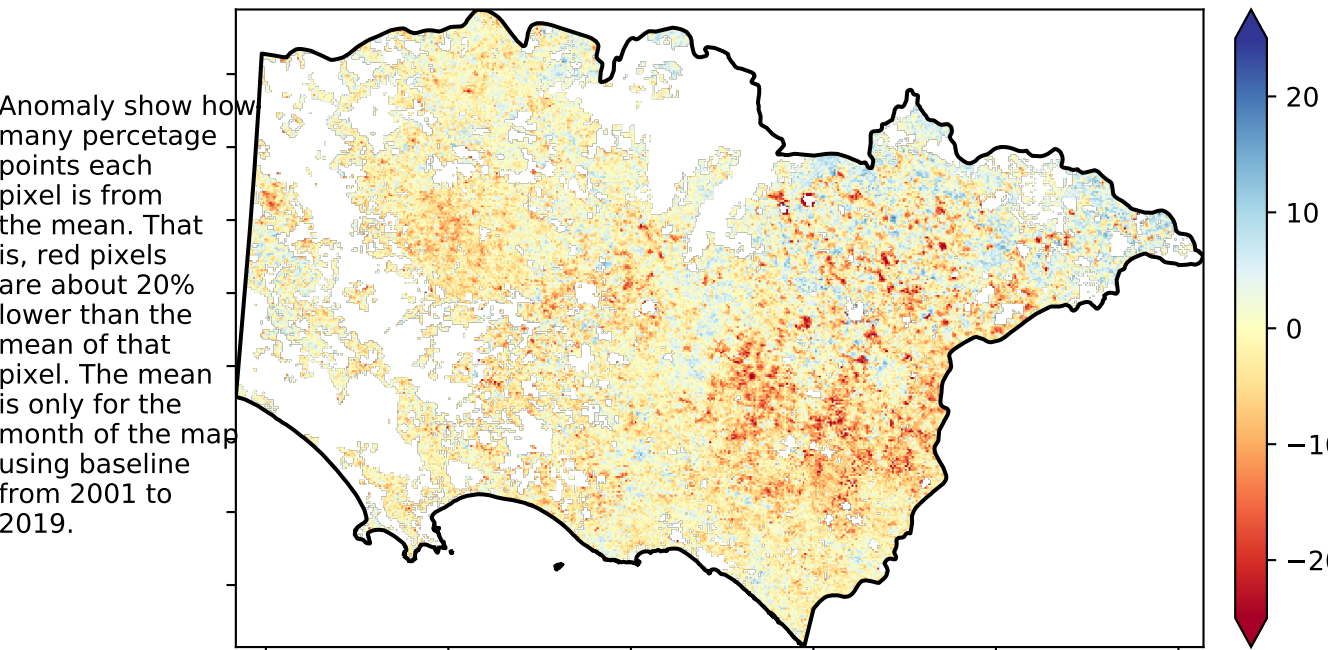 Anomaly show how
many percetage
points each
pixel is from
the mean. That
is, red pixels
are about 20%
lower than the
mean of that
pixel. The mean
is only for the
month of the map
using baseline
from 2001 to
2019.
20
10
0
−10
−20